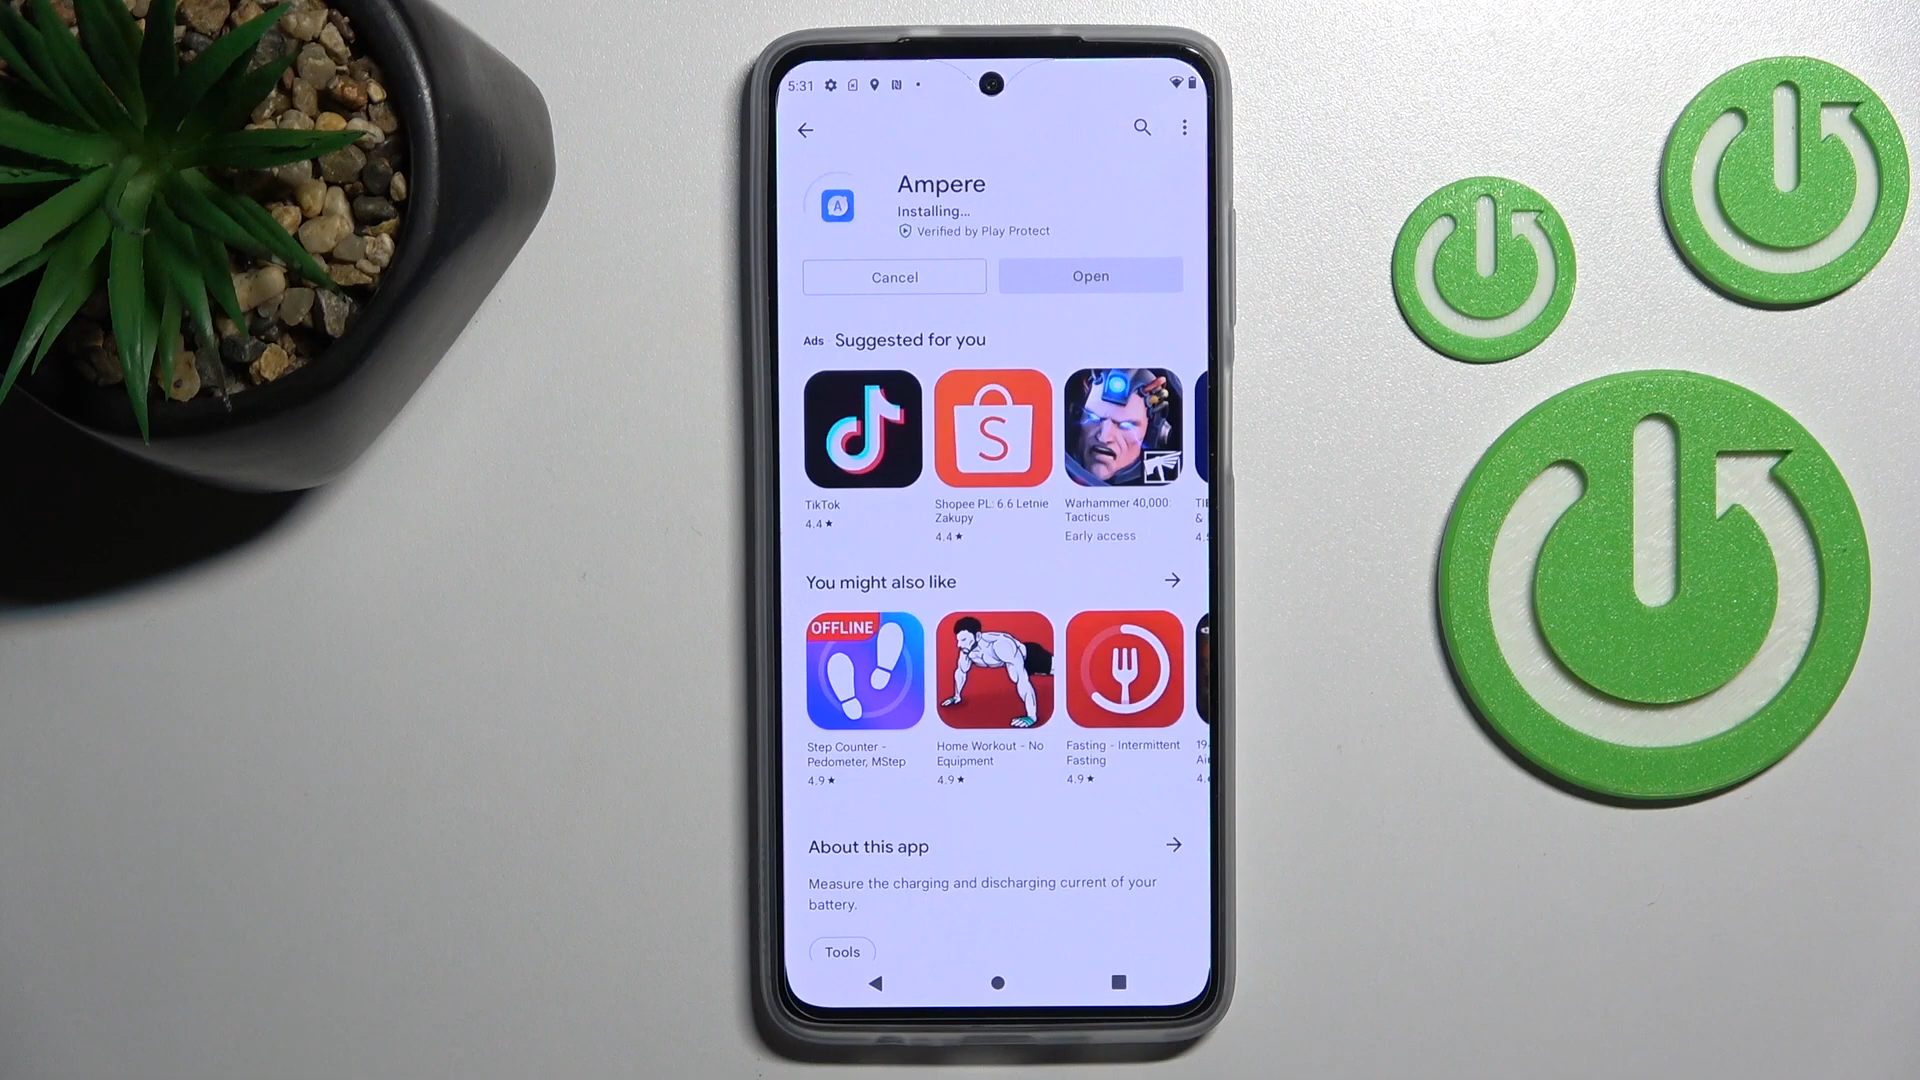 5:31
Ampere
Installing...
Verified by Play Protect
Cancel
Open
Ads · Suggested for you
S
TikTok
4.4★
Shopee PL: 6.6 Letnie
Zakupy
4.4★
Warhammer 40,000:
Tacticus
Early access
You might also like
OFFLINE
Step Counter -
Pedometer, MStep
4.9★
Home Workout - No
Equipment
4.9★
Fasting - Intermittent
Fasting
4.9★
About this app
Measure the charging and discharging current of your
battery.
Tools